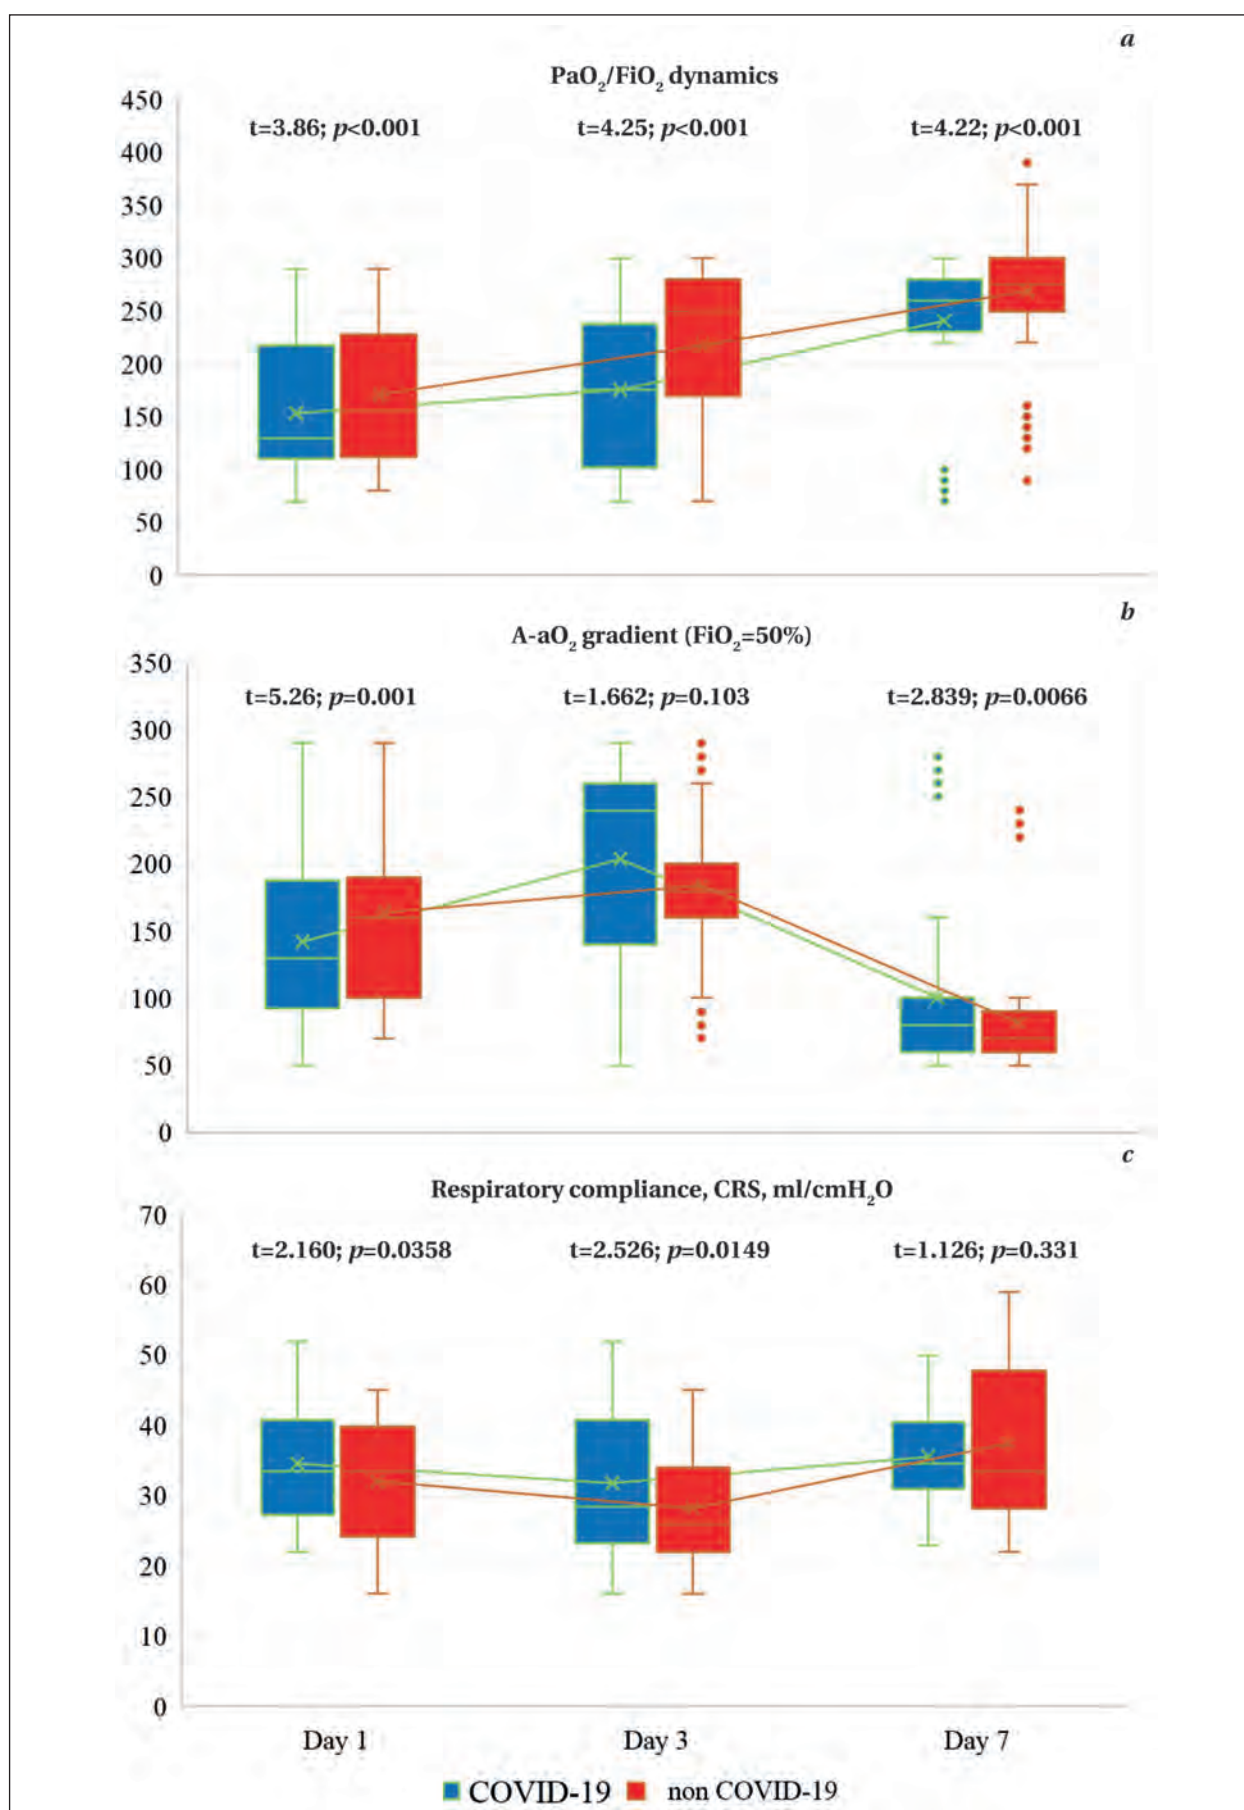 a
PaO₂/FiO₂ dynamics
450
t=3.86; p<0.001 t=4.25; p<0.001 t=4.22; p<0.001
400
350
300
250
200
150
100
50
0
b
A-aO₂ gradient (FiO₂=50%)
350
t=5.26; p=0.001 t=1.662; p=0.103 t=2.839; p=0.0066
300
250
200
150
100
50
0
c
Respiratory compliance, CRS, ml/cmH₂O
70
t=2.160; p=0.0358 t=2.526; p=0.0149 t=1.126; p=0.331
60
50
40
30
20
10
0
Day 1 Day 3 Day 7
COVID-19 non COVID-19